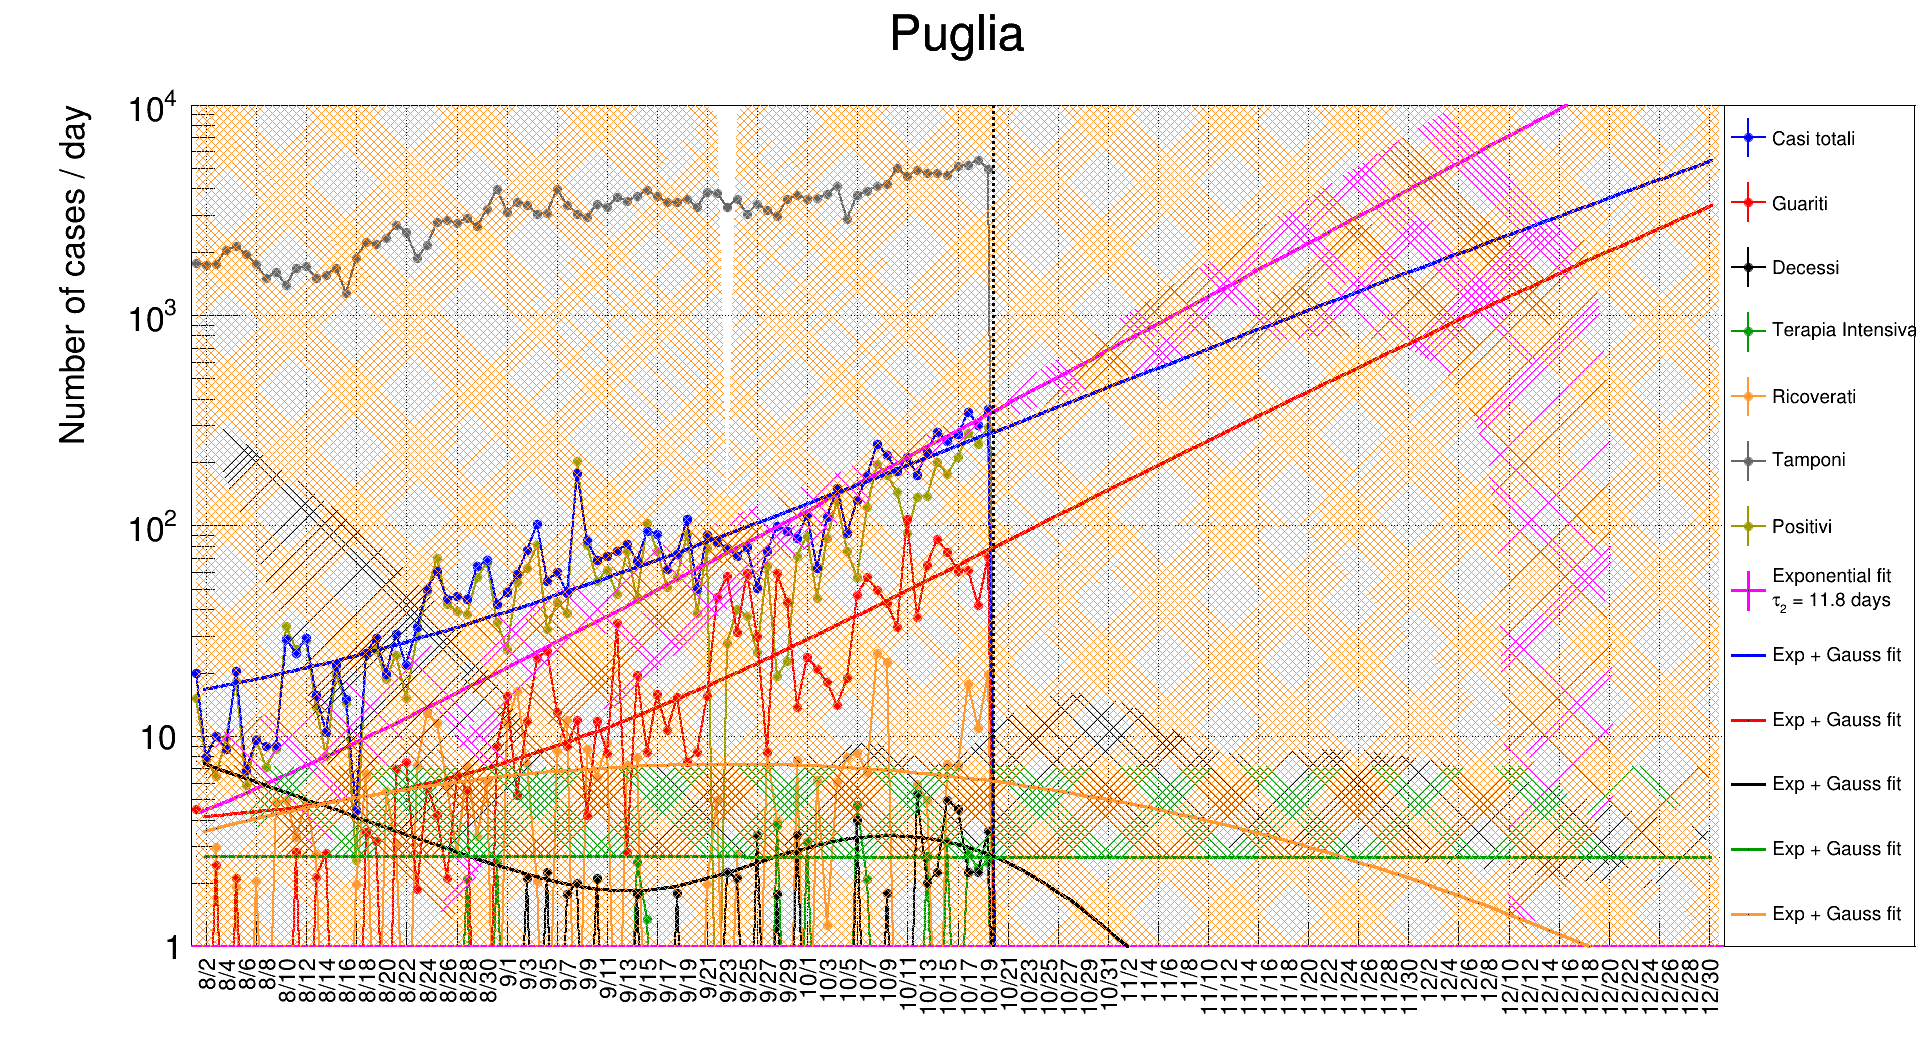 Puglia
Number of cases / day
10^4
10^3
10^2
10
1
8/2 8/4 8/6 8/8 8/10 8/12 8/14 8/16 8/18 8/20 8/22 8/24 8/26 8/28 8/30 9/1 9/3 9/5 9/7 9/9 9/11 9/13 9/15 9/17 9/19 9/21 9/23 9/25 9/27 9/29 10/1 10/3 10/5 10/7 10/9 10/11 10/13 10/15 10/17 10/19 10/21 10/23 10/25 10/27 10/29 10/31 11/2 11/4 11/6 11/8 11/10 11/12 11/14 11/16 11/18 11/20 11/22 11/24 11/26 11/28 11/30 12/2 12/4 12/6 12/8 12/10 12/12 12/14 12/16 12/18 12/20 12/22 12/24 12/26 12/28 12/30
Casi totali
Guariti
Decessi
Terapia Intensiva
Ricoverati
Tamponi
Positivi
Exponential fit
τ₂ = 11.8 days
Exp + Gauss fit
Exp + Gauss fit
Exp + Gauss fit
Exp + Gauss fit
Exp + Gauss fit